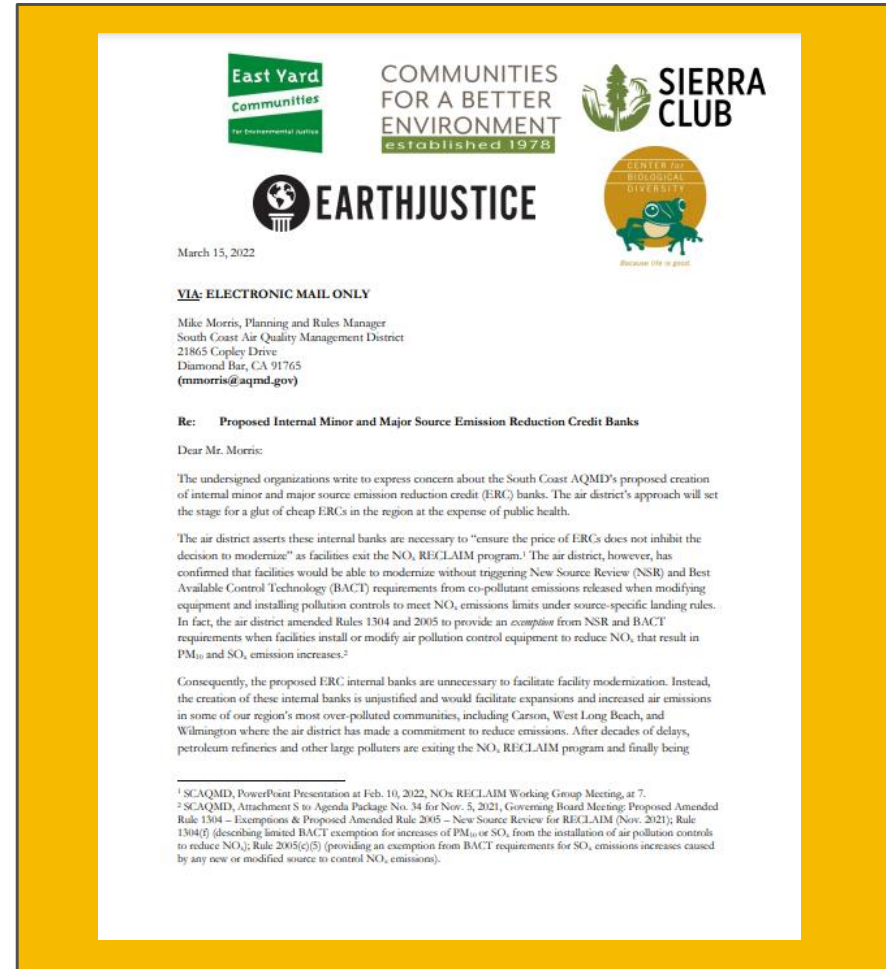 East Yard
Communities
For Environmental Justice
COMMUNITIES
FOR A BETTER
ENVIRONMENT
established 1978
SIERRA
CLUB
EARTHJUSTICE
CENTER for
BIOLOGICAL
DIVERSITY
Because life is good.
March 15, 2022
VIA: ELECTRONIC MAIL ONLY
Mike Morris, Planning and Rules Manager
South Coast Air Quality Management District
21865 Copley Drive
Diamond Bar, CA 91765
(mmorris@aqmd.gov)
Re: Proposed Internal Minor and Major Source Emission Reduction Credit Banks
Dear Mr. Morris:
The undersigned organizations write to express concern about the South Coast AQMD's proposed creation
of internal minor and major source emission reduction credit (ERC) banks. The air district's approach will set
the stage for a glut of cheap ERCs in the region at the expense of public health.
The air district asserts these internal banks are necessary to "ensure the price of ERCs does not inhibit the
decision to modernize" as facilities exit the NOₓ RECLAIM program.¹ The air district, however, has
confirmed that facilities would be able to modernize without triggering New Source Review (NSR) and Best
Available Control Technology (BACT) requirements from co-pollutant emissions released when modifying
equipment and installing pollution controls to meet NOₓ emissions limits under source-specific landing rules.
In fact, the air district amended Rules 1304 and 2005 to provide an exemption from NSR and BACT
requirements when facilities install or modify air pollution control equipment to reduce NOₓ that result in
PM₁₀ and SOₓ emission increases.²
Consequently, the proposed ERC internal banks are unnecessary to facilitate facility modernization. Instead,
the creation of these internal banks is unjustified and would facilitate expansions and increased air emissions
in some of our region's most over-polluted communities, including Carson, West Long Beach, and
Wilmington where the air district has made a commitment to reduce emissions. After decades of delays,
petroleum refineries and other large polluters are exiting the NOₓ RECLAIM program and finally being
¹ SCAQMD, PowerPoint Presentation at Feb. 10, 2022, NOx RECLAIM Working Group Meeting, at 7.
² SCAQMD, Attachment S to Agenda Package No. 34 for Nov. 5, 2021, Governing Board Meeting: Proposed Amended
Rule 1304 – Exemptions & Proposed Amended Rule 2005 – New Source Review for RECLAIM (Nov. 2021); Rule
1304(f) (describing limited BACT exemption for increases of PM₁₀ or SOₓ from the installation of air pollution controls
to reduce NOₓ); Rule 2005(c)(5) (providing an exemption from BACT requirements for SOₓ emissions increases caused
by any new or modified source to control NOₓ emissions).